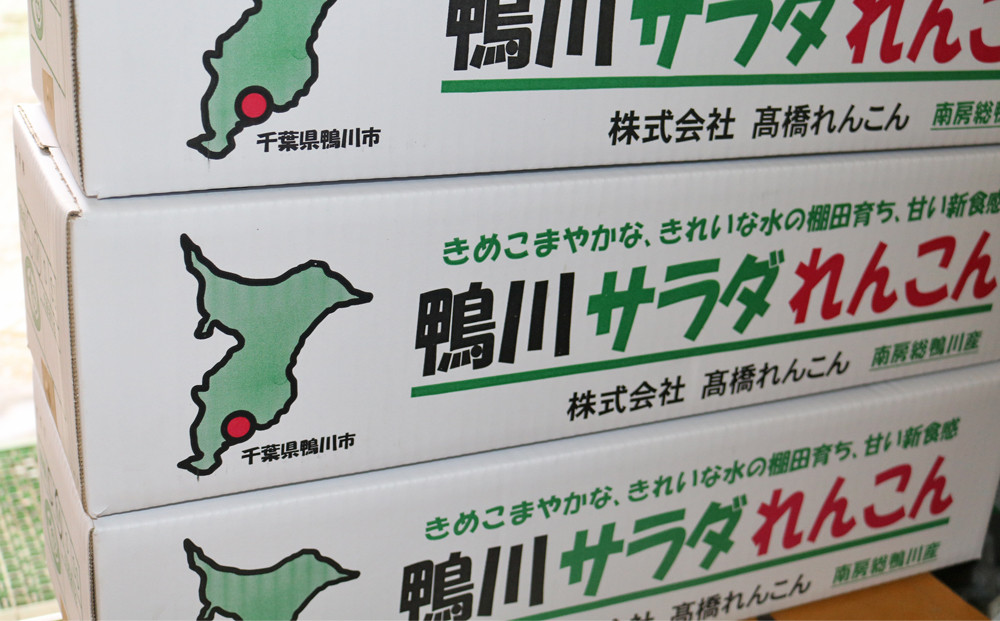 鴨川サラダれんこ
千葉県鴨川市
株式会社 髙橋れんこん 南房総
きめこまやかな、きれいな水の棚田育ち、甘い新食感
鴨川サラダれんこん
千葉県鴨川市
株式会社 髙橋れんこん 南房総鴨川産
きめこまやかな、きれいな水の棚田育ち、甘い新食感
鴨川サラダれんこん
会社 髙橋れんこん 南房総鴨川産